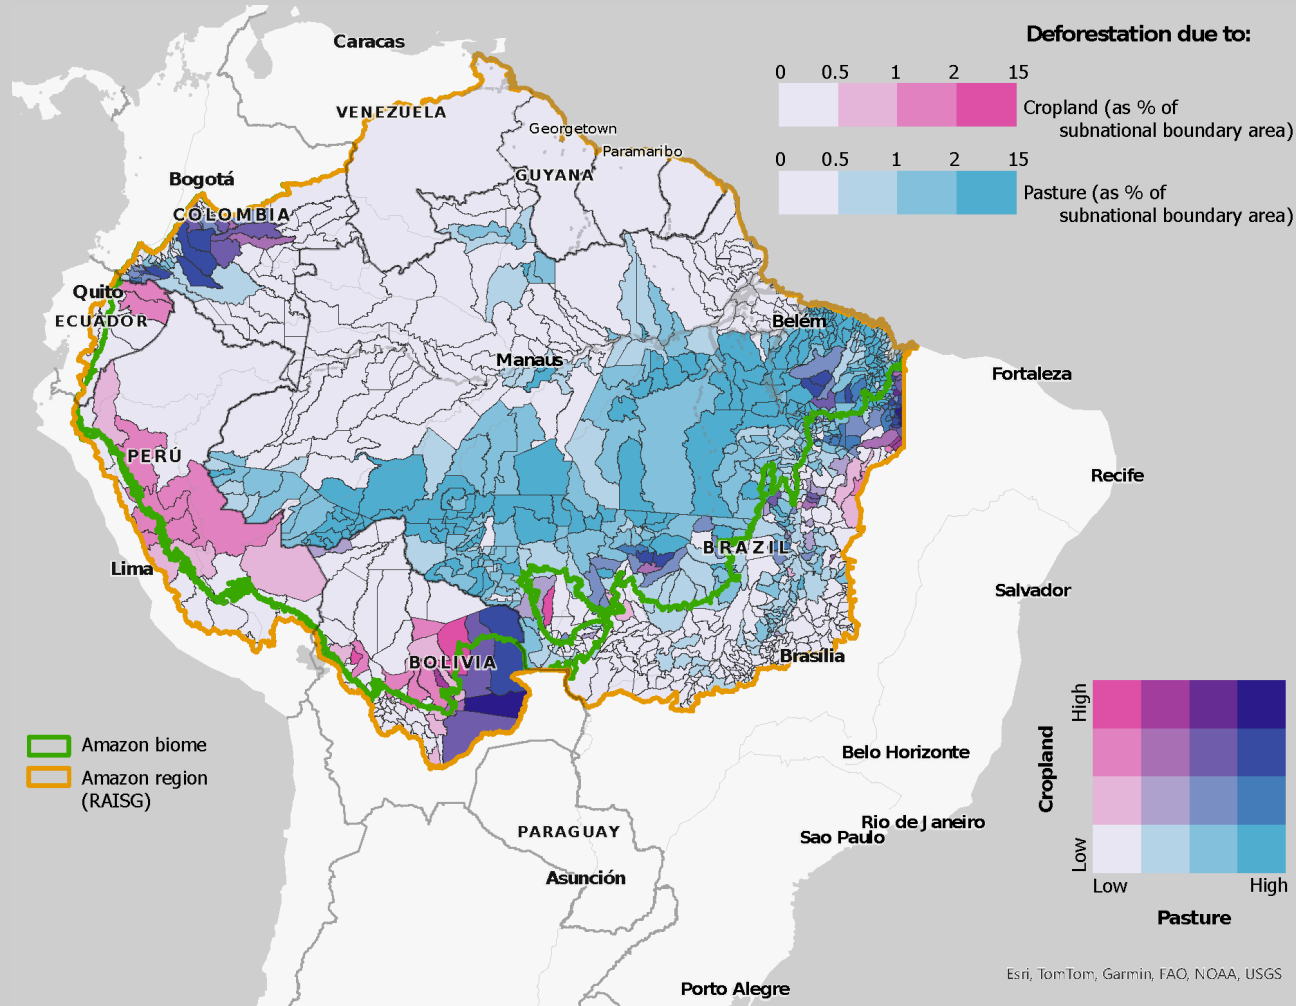 Deforestation due to:
0 0.5 1 2 15
Cropland (as % of
subnational boundary area)
0 0.5 1 2 15
Pasture (as % of
subnational boundary area)
Caracas
VENEZUELA
Georgetown
Paramaribo
GUYANA
Bogotá
COLOMBIA
Quito
ECUADOR
Belém
Manaus
Fortaleza
PERÚ
Recife
BRAZIL
Lima
Salvador
BOLIVIA
Brasília
Amazon biome
Amazon region
(RAISG)
Belo Horizonte
Rio de Janeiro
Sao Paulo
PARAGUAY
Asunción
Porto Alegre
High
Cropland
Low
Low High
Pasture
Esri, TomTom, Garmin, FAO, NOAA, USGS